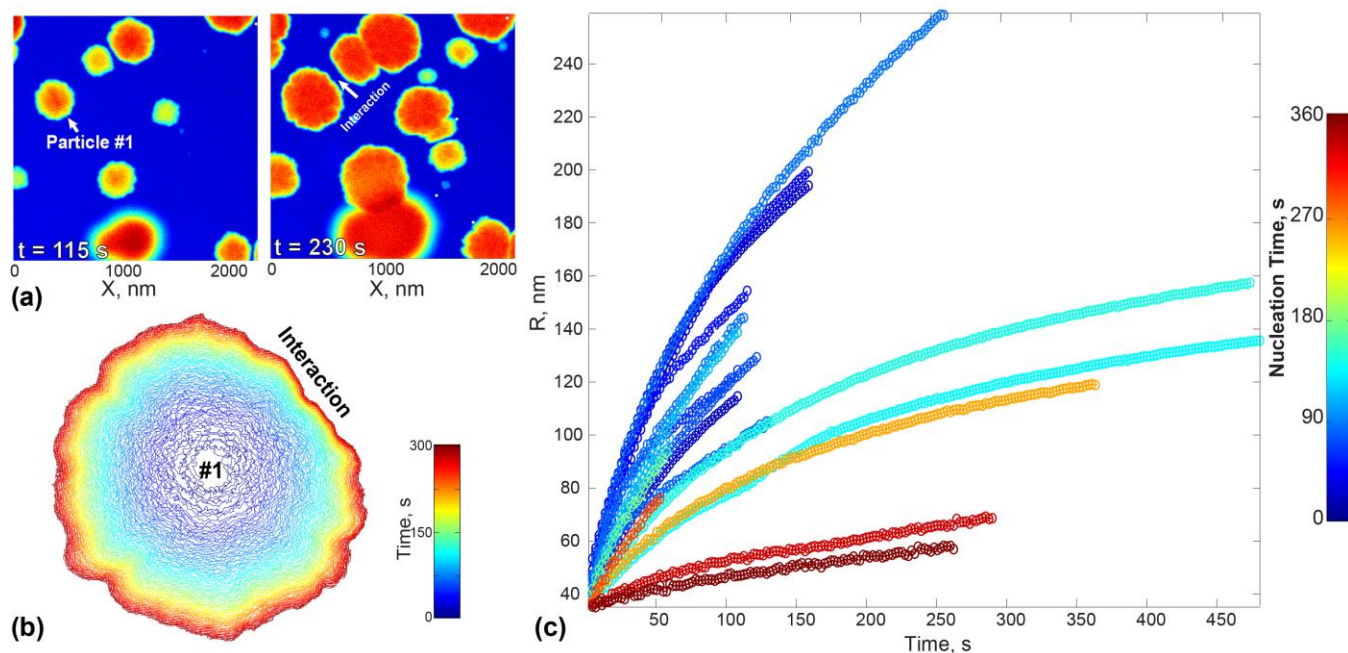 t = 115 s
Particle #1
0 1000 2000
X, nm
(a)
t = 230 s
Interaction
0 1000 2000
X, nm
#1
Interaction
(b)
300
150
0
Time, s
240
220
200
180
160
140
120
100
80
60
40
R, nm
50 100 150 200 250 300 350 400 450
Time, s
(c)
360
270
180
90
0
Nucleation Time, s